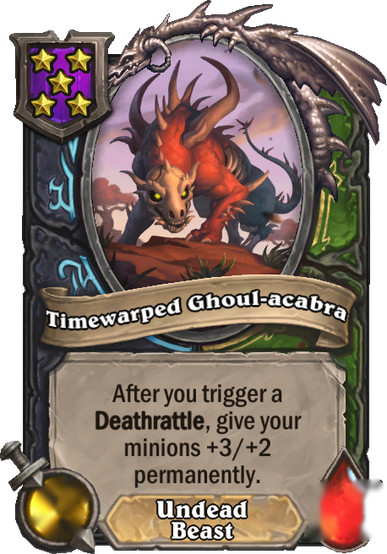 Timewarped Ghoul-acabra
After you trigger a
Deathrattle, give your
minions +3/+2
permanently.
Undead
Beast